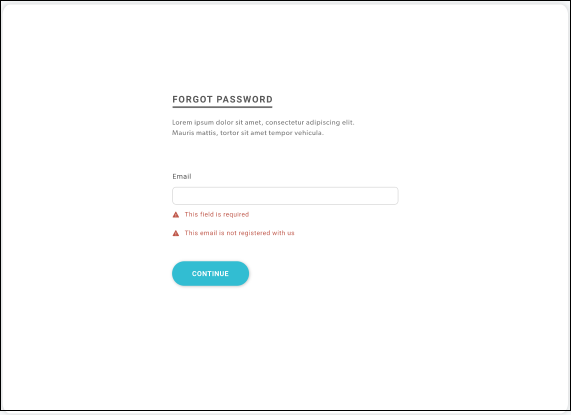 FORGOT PASSWORD
Lorem ipsum dolor sit amet, consectetur adipiscing elit.
Mauris mattis, tortor sit amet tempor vehicula.
Email
This field is required
This email is not registered with us
CONTINUE